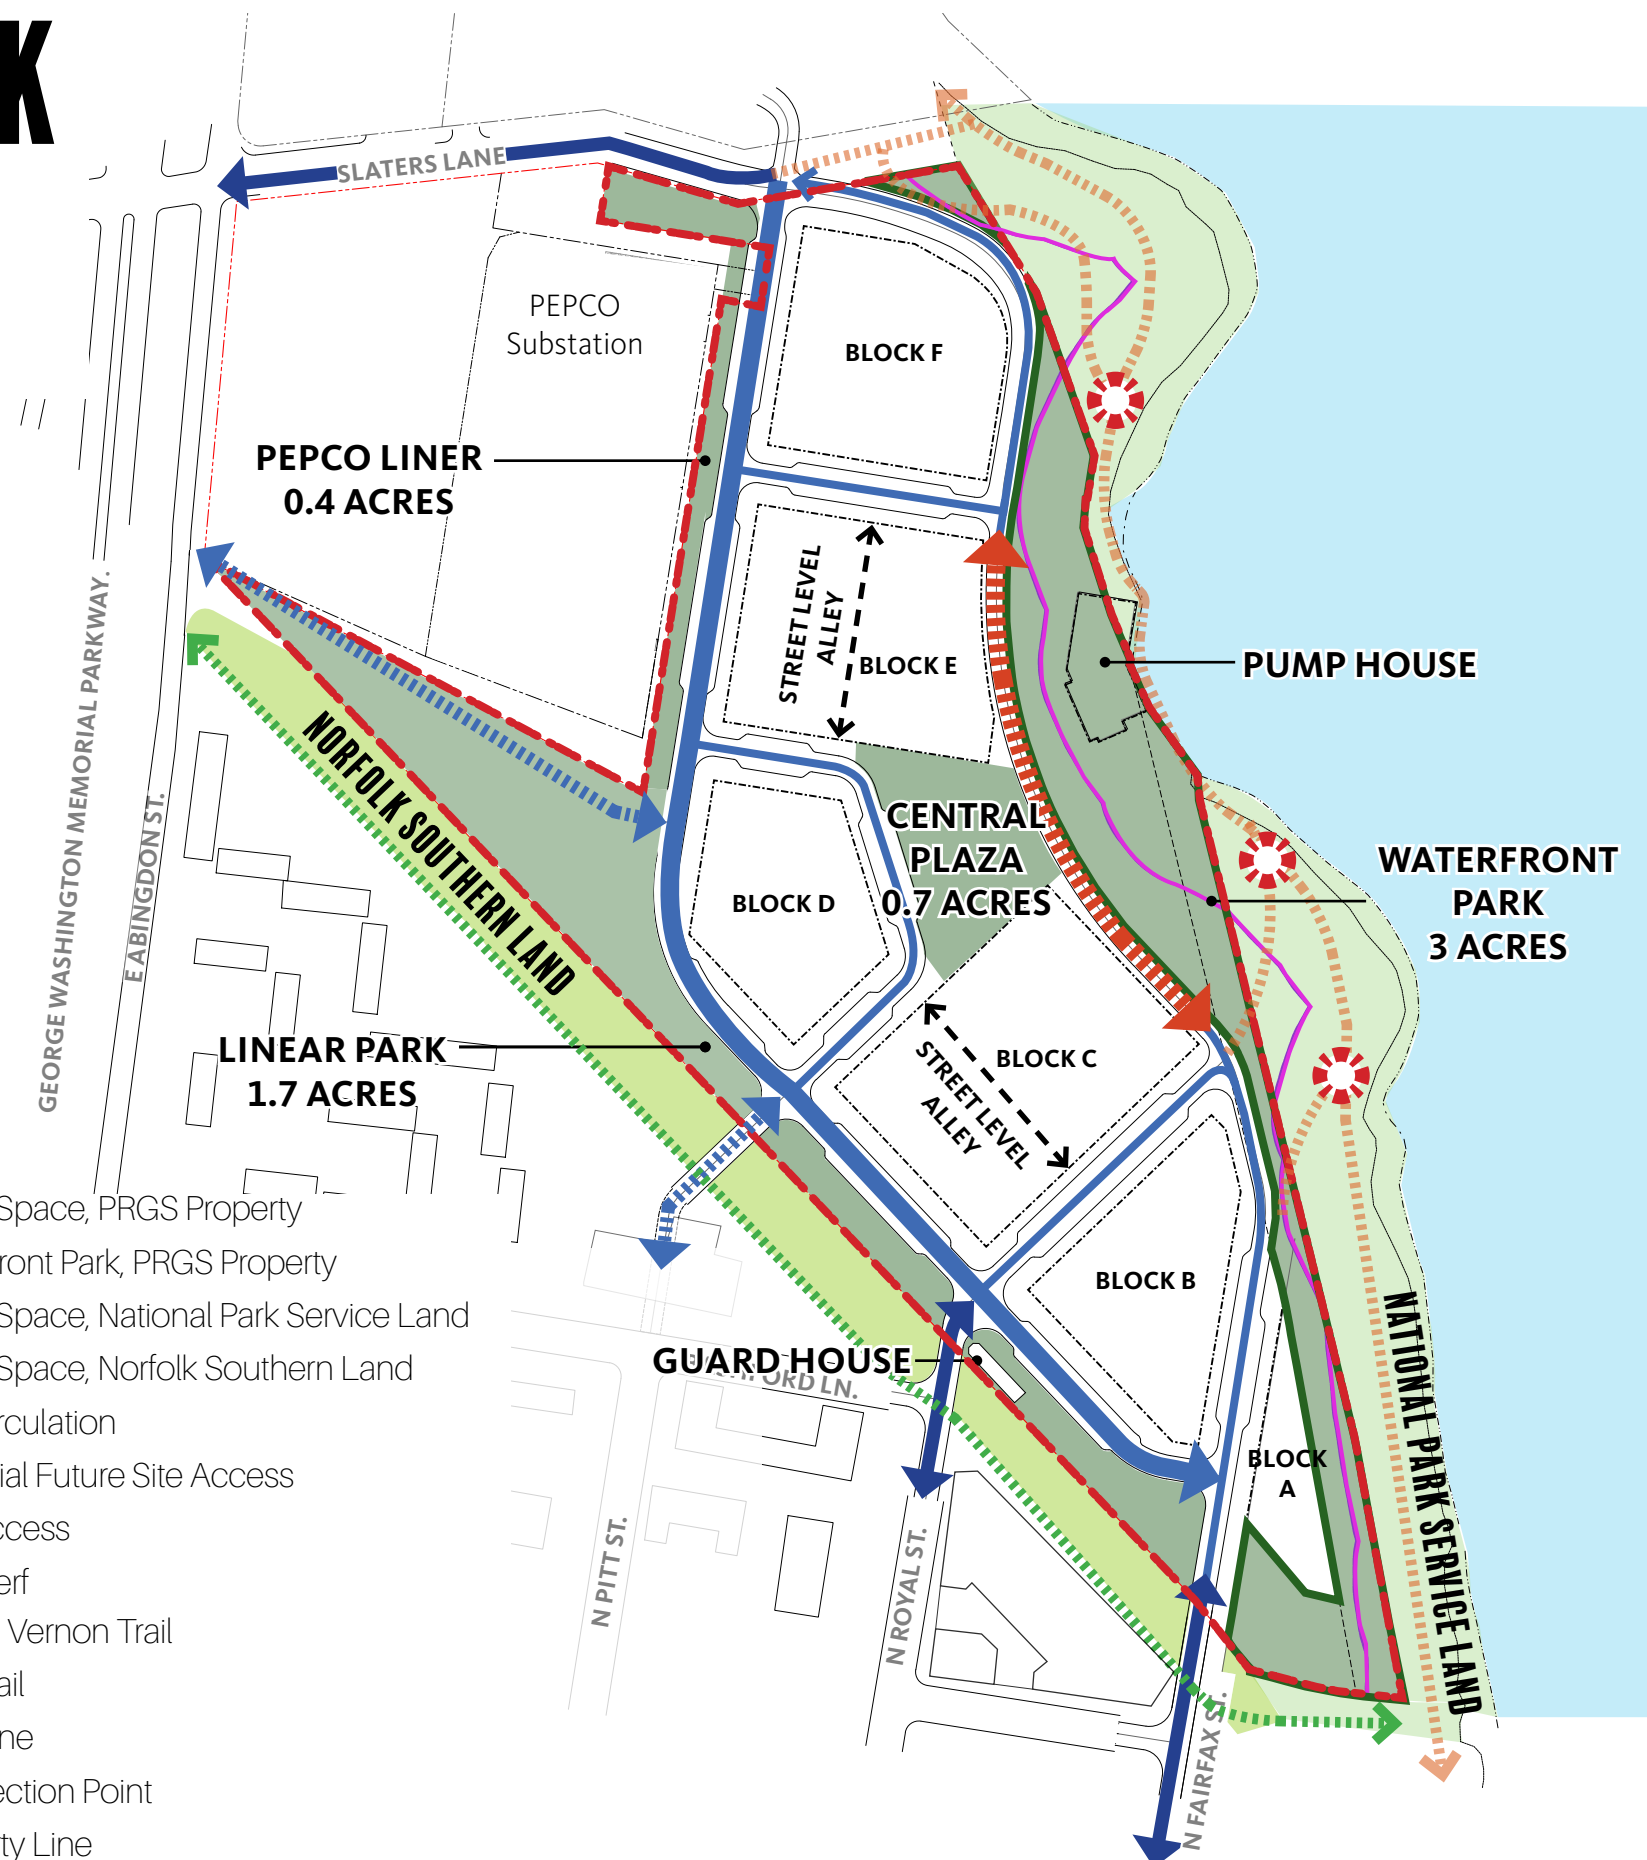 K
SLATERS LANE
PEPCO
Substation
BLOCK F
PEPCO LINER
0.4 ACRES
STREET LEVEL
ALLEY
BLOCK E
PUMP HOUSE
GEORGE WASHINGTON MEMORIAL PARKWAY.
E ABINGDON ST.
NORFOLK SOUTHERN LAND
CENTRAL
PLAZA
0.7 ACRES
WATERFRONT
PARK
3 ACRES
BLOCK D
LINEAR PARK
1.7 ACRES
BLOCK C
STREET LEVEL
ALLEY
Space, PRGS Property
ront Park, PRGS Property
Space, National Park Service Land
Space, Norfolk Southern Land
rculation
ial Future Site Access
ccess
erf
Vernon Trail
ail
ne
ection Point
ty Line
BLOCK B
GUARD HOUSE
FORD LN.
BLOCK
A
NATIONAL PARK SERVICE LAND
N PITT ST.
N ROYAL ST.
N FAIRFAX ST.